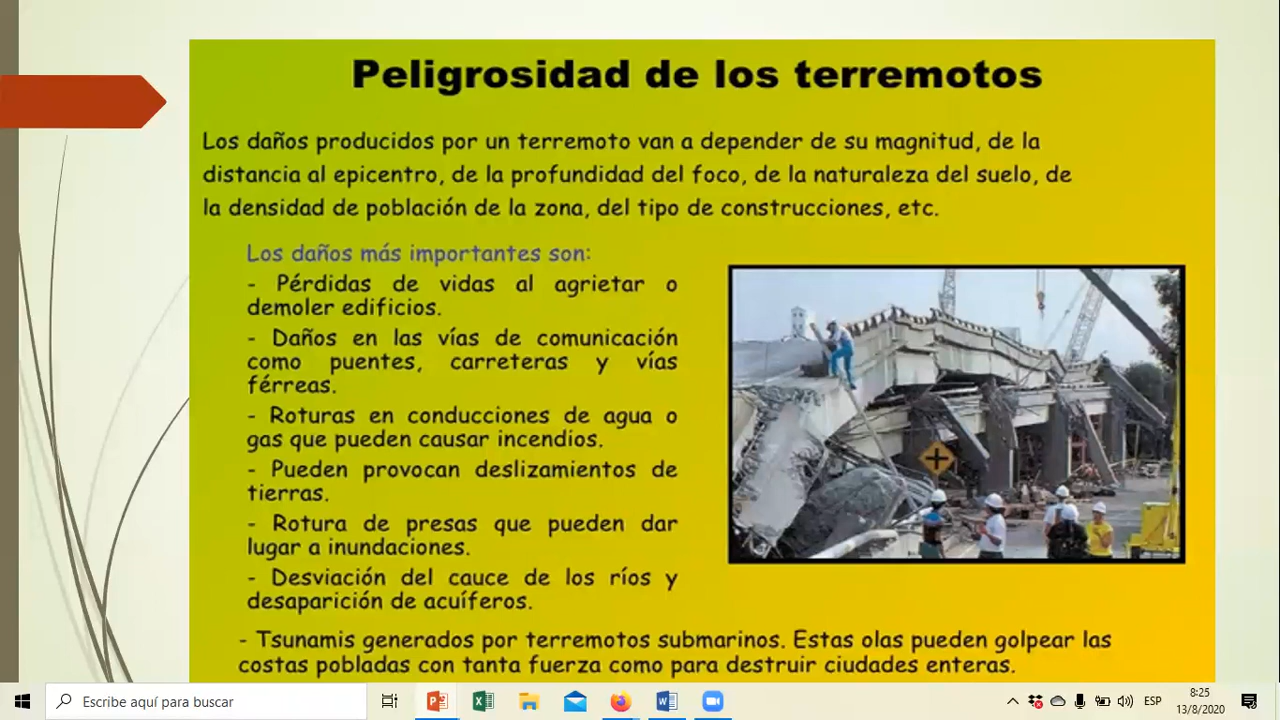 Peligrosidad de los terremotos
Los daños producidos por un terremoto van a depender de su magnitud, de la
distancia al epicentro, de la profundidad del foco, de la naturaleza del suelo, de
la densidad de población de la zona, del tipo de construcciones, etc.
Los daños más importantes son:
- Pérdidas de vidas al agrietar o
demoler edificios.
- Daños en las vías de comunicación
como puentes, carreteras y vías
férreas.
- Roturas en conducciones de agua o
gas que pueden causar incendios.
- Pueden provocan deslizamientos de
tierras.
- Rotura de presas que pueden dar
lugar a inundaciones.
- Desviación del cauce de los ríos y
desaparición de acuíferos.
- Tsunamis generados por terremotos submarinos. Estas olas pueden golpear las
costas pobladas con tanta fuerza como para destruir ciudades enteras.
Escribe aquí para buscar
ESP
8:25
13/8/2020